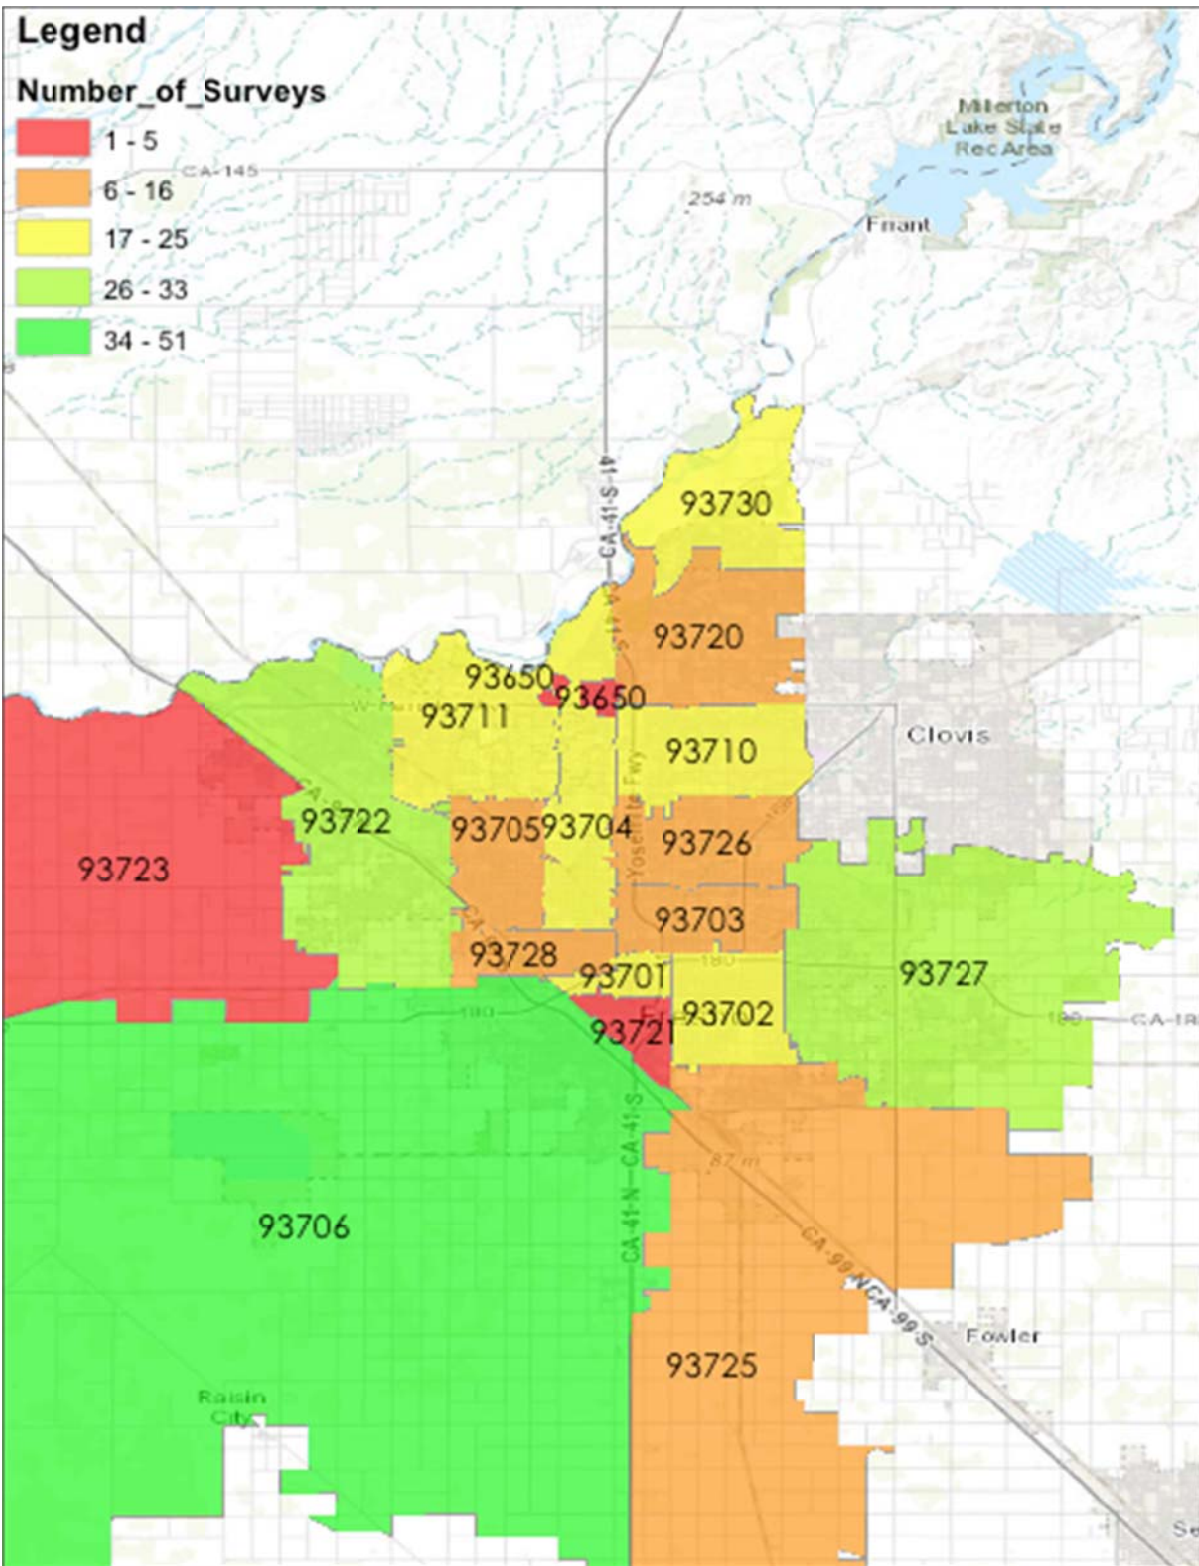 Legend
Number_of_Surveys
1 - 5
6 - 16
17 - 25
26 - 33
34 - 51
CA-145
Millerton
Lake State
Rec Area
254 m
Friant
CA-41-S-41
93730
93720
93650
93650
93711
93710
Clovis
93722
93705
93704
93726
Yosemite Fwy
93723
93703
93728
93701
180
93727
93702
180
93721
180
CA-18
87 m
CA-41-N—CA-41-S
93706
CA-99-N
CA-99-S
Fowler
93725
Raisin
City
Se